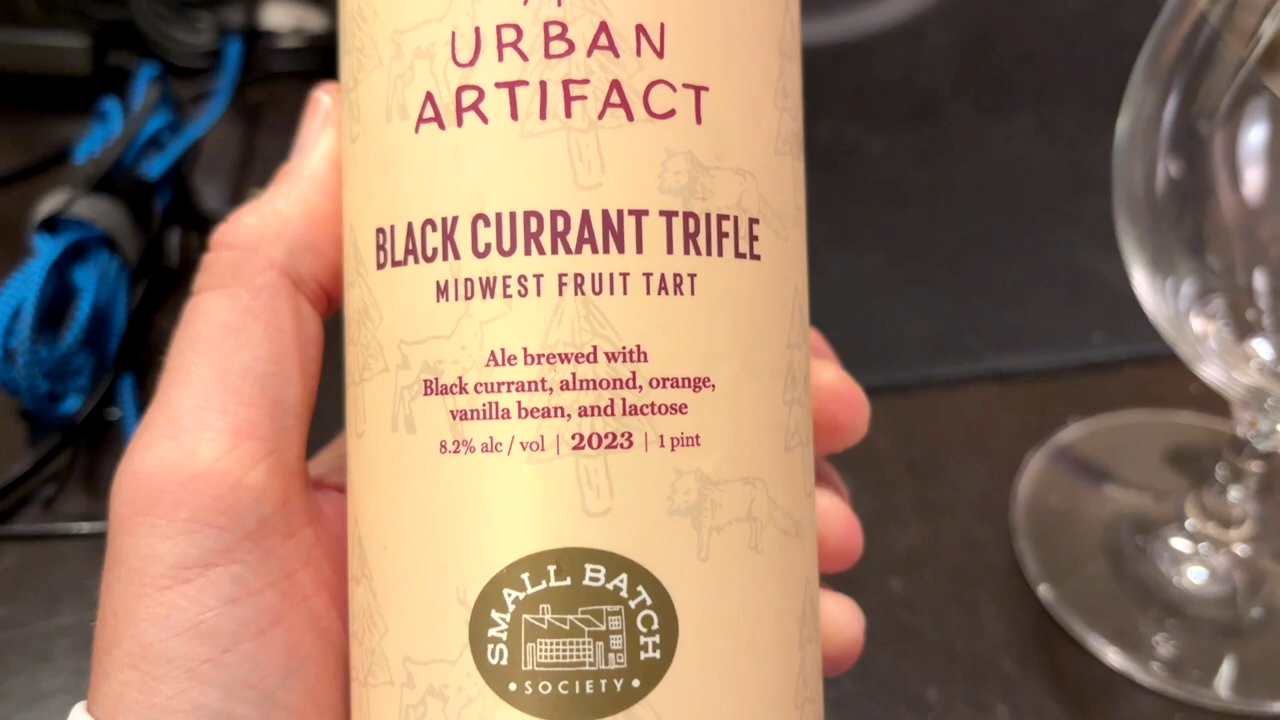 URBAN
ARTIFACT
BLACK CURRANT TRIFLE
MIDWEST FRUIT TART
Ale brewed with
Black currant, almond, orange,
vanilla bean, and lactose
8.2% alc / vol | 2023 | 1 pint
SMALL BATCH
• SOCIETY •